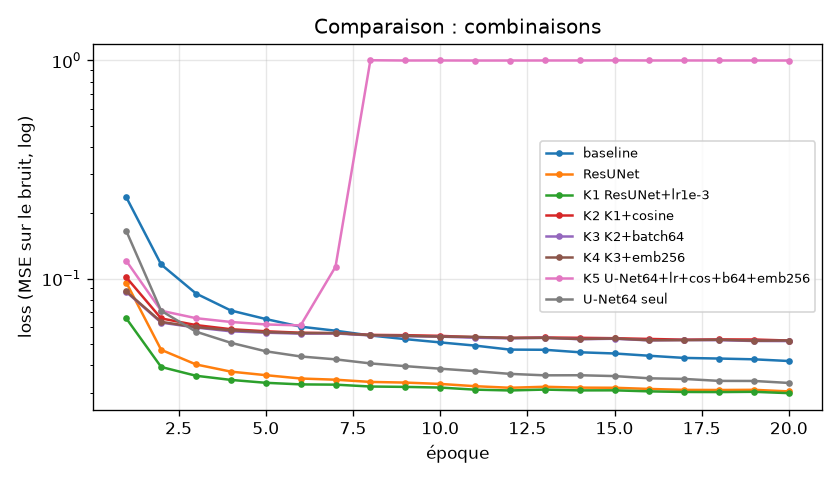 Comparaison : combinaisons
loss (MSE sur le bruit, log)
10⁰
10⁻¹
baseline
ResUNet
K1 ResUNet+lr1e-3
K2 K1+cosine
K3 K2+batch64
K4 K3+emb256
K5 U-Net64+lr+cos+b64+emb256
U-Net64 seul
2.5 5.0 7.5 10.0 12.5 15.0 17.5 20.0
époque